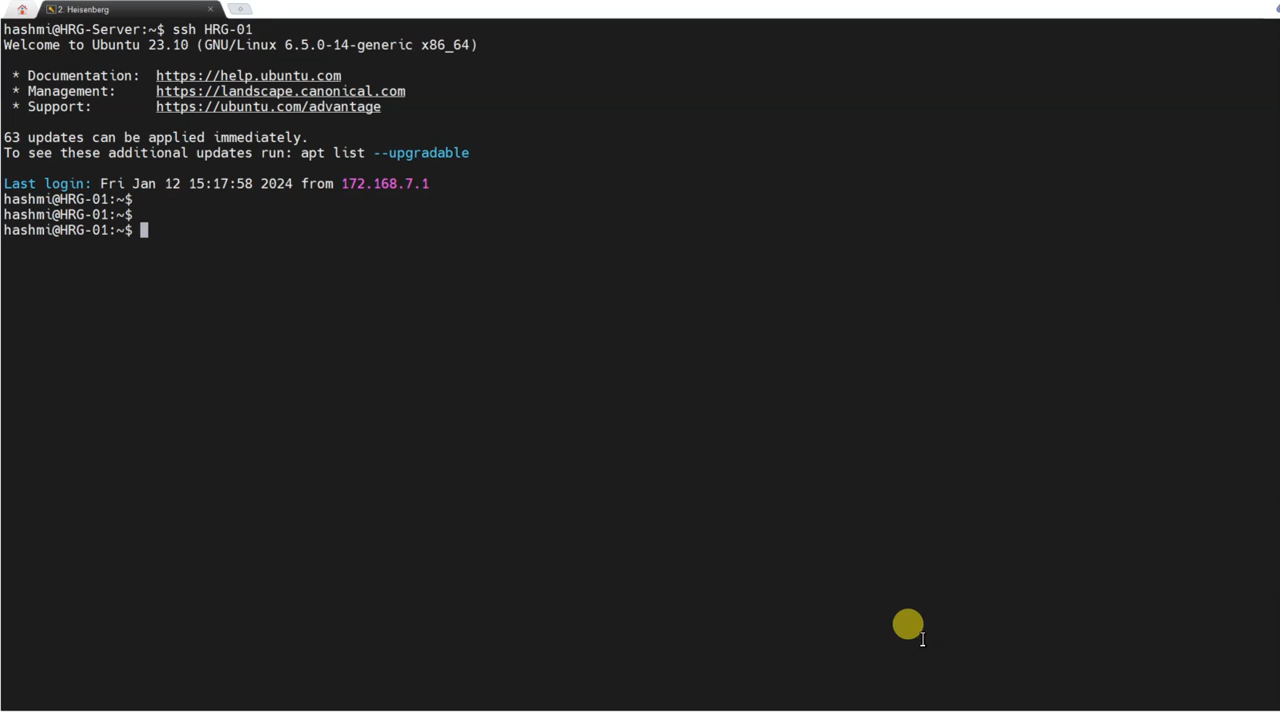 2. Heisenberg
hashmi@HRG-Server:~$ ssh HRG-01
Welcome to Ubuntu 23.10 (GNU/Linux 6.5.0-14-generic x86_64)
* Documentation:  https://help.ubuntu.com
* Management:     https://landscape.canonical.com
* Support:        https://ubuntu.com/advantage
63 updates can be applied immediately.
To see these additional updates run: apt list --upgradable
Last login: Fri Jan 12 15:17:58 2024 from 172.168.7.1
hashmi@HRG-01:~$
hashmi@HRG-01:~$
hashmi@HRG-01:~$